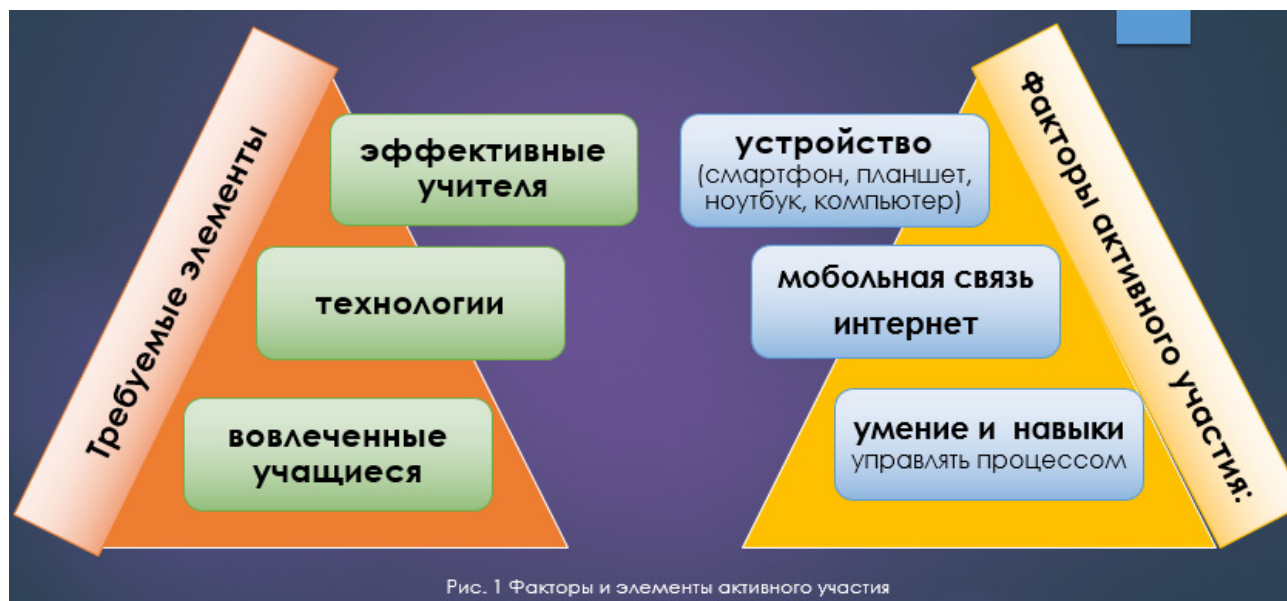 Требуемые элементы
эффективные
учителя
технологии
вовлеченные
учащиеся
устройство
(смартфон, планшет,
ноутбук, компьютер)
мобольная связь
интернет
умение и навыки
управлять процессом
факторы активного участия:
Рис. 1 Факторы и элементы активного участия